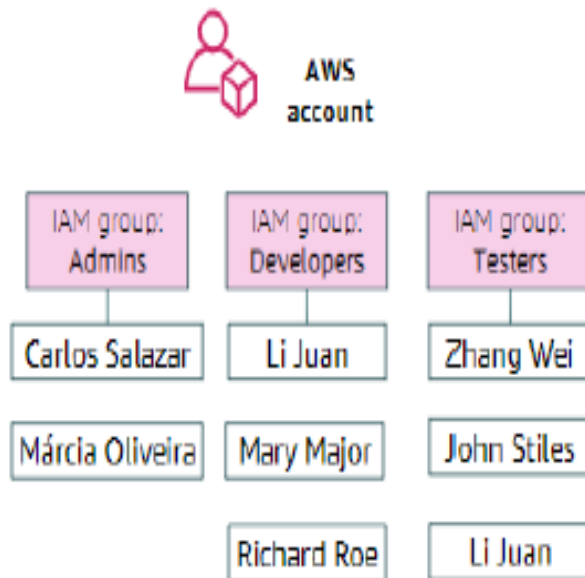 AWS
account
IAM group:
Admins
IAM group:
Developers
IAM group:
Testers
Carlos Salazar
Li Juan
Zhang Wei
Márcia Oliveira
Mary Major
John Stiles
Richard Roe
Li Juan